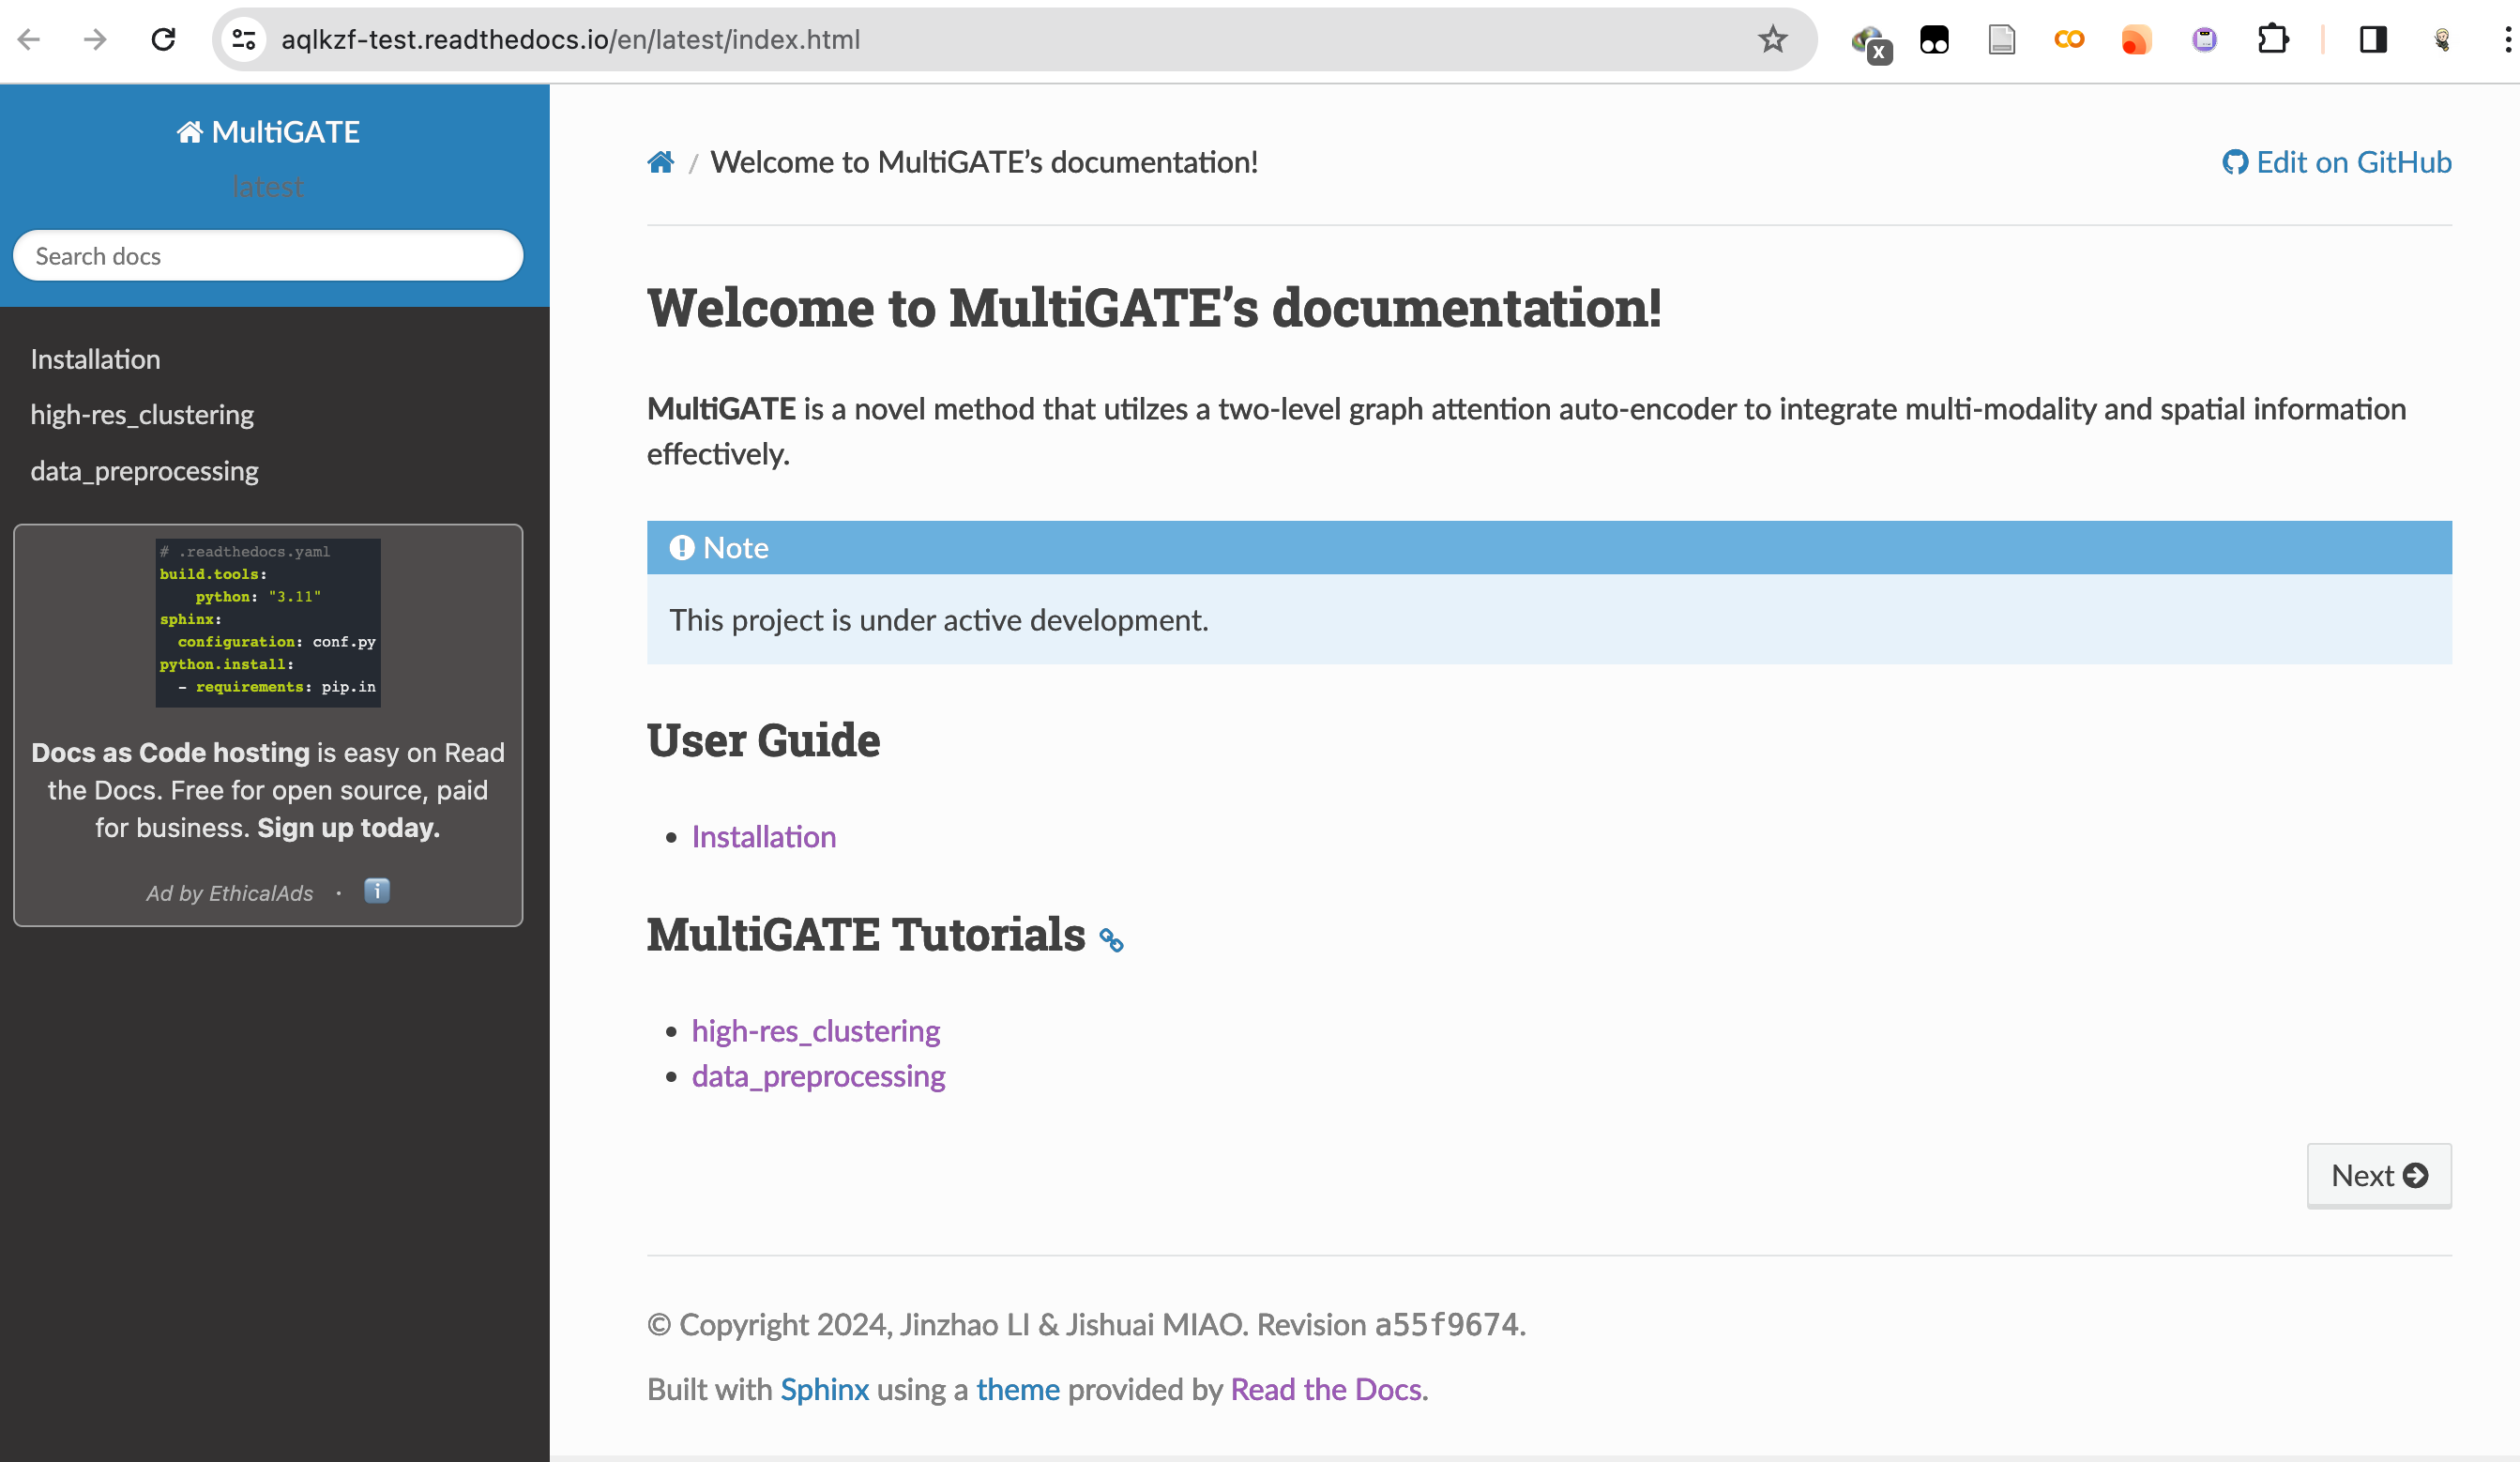 aqlkzf-test.readthedocs.io/en/latest/index.html
X
MultiGATE
latest
Search docs
Installation
high-res_clustering
data_preprocessing
# .readthedocs.yaml
build.tools:
python: "3.11"
sphinx:
configuration: conf.py
python.install:
- requirements: pip.in
Docs as Code hosting is easy on Read
the Docs. Free for open source, paid
for business. Sign up today.
Ad by EthicalAds · i
/ Welcome to MultiGATE’s documentation!
Edit on GitHub
Welcome to MultiGATE’s documentation!
MultiGATE is a novel method that utilzes a two-level graph attention auto-encoder to integrate multi-modality and spatial information
effectively.
Note
This project is under active development.
User Guide
• Installation
MultiGATE Tutorials
• high-res_clustering
• data_preprocessing
Next
© Copyright 2024, Jinzhao LI & Jishuai MIAO. Revision a55f9674.
Built with Sphinx using a theme provided by Read the Docs.